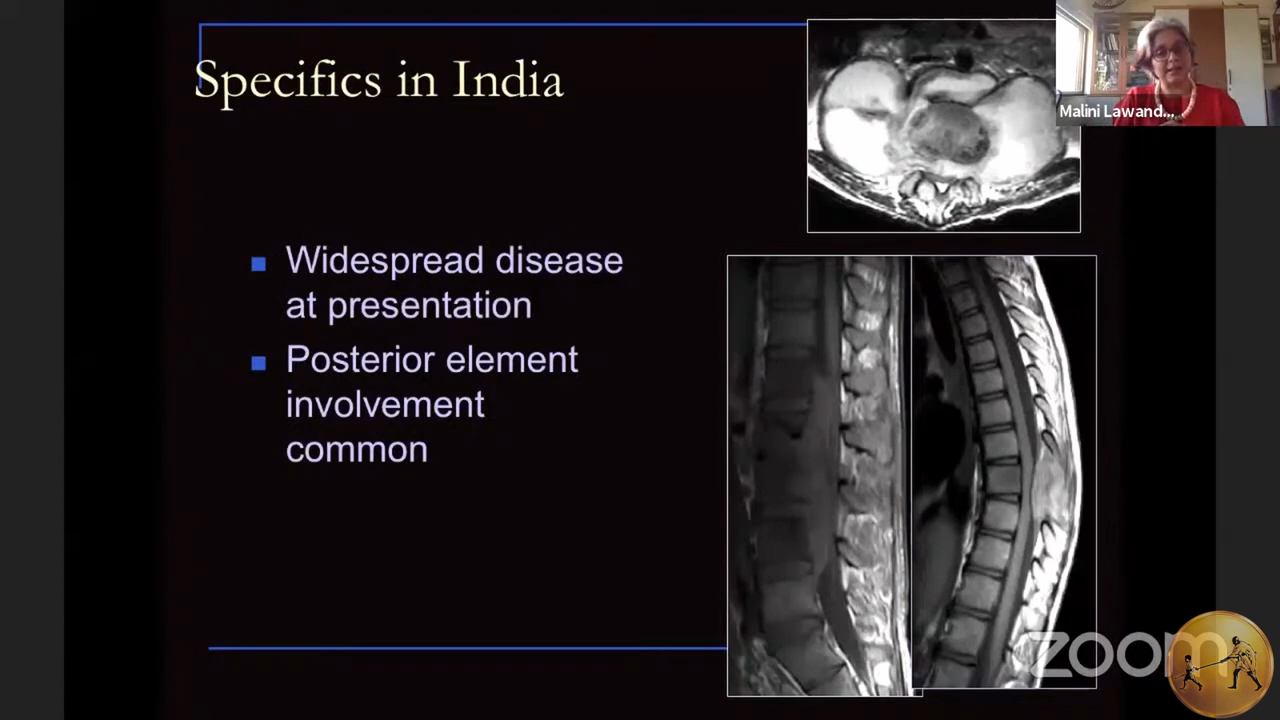 Specifics in India
Malini Lawand...
Widespread disease
at presentation
Posterior element
involvement
common
zoom